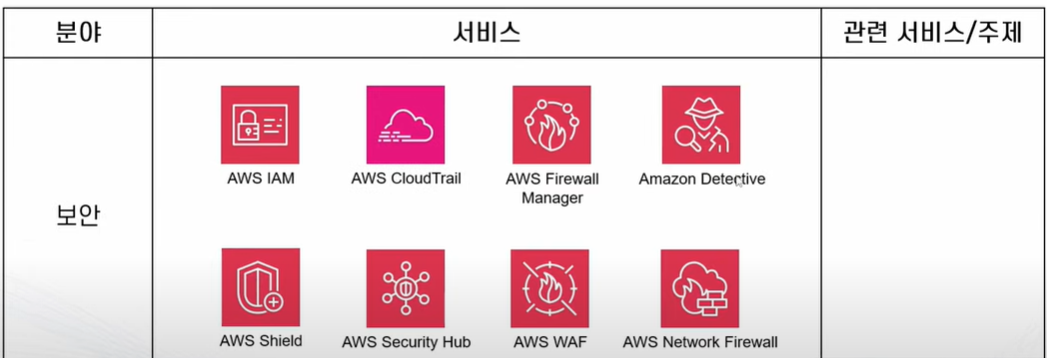 분야
서비스
관련 서비스/주제
보안
AWS IAM
AWS CloudTrail
AWS Firewall
Manager
Amazon Detective
AWS Shield
AWS Security Hub
AWS WAF
AWS Network Firewall